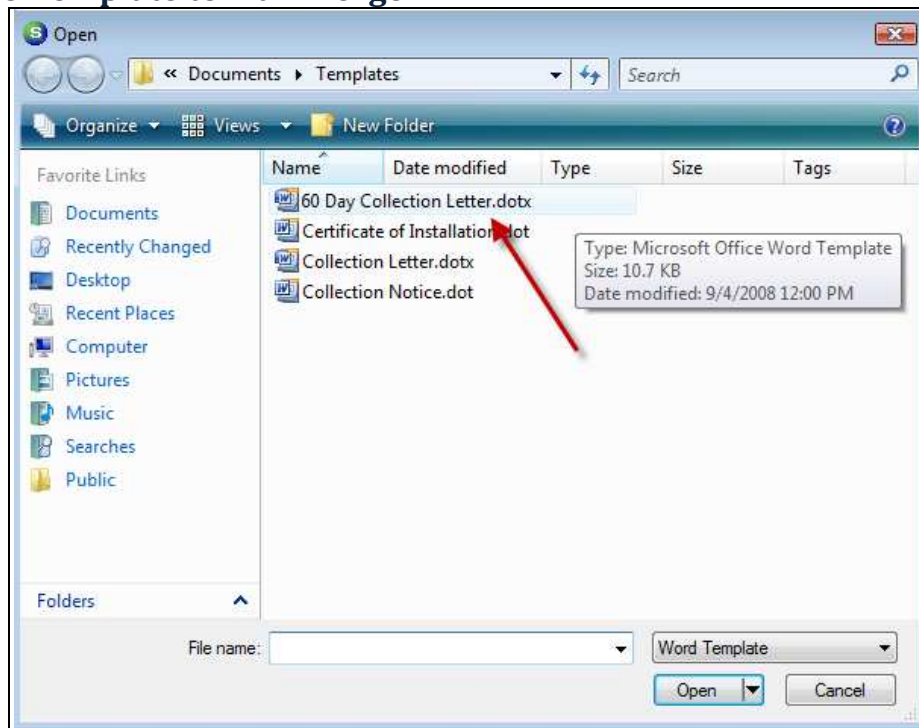 Open
« Documents ▸ Templates
Search
Organize
Views
New Folder
Favorite Links
Documents
Recently Changed
Desktop
Recent Places
Computer
Pictures
Music
Searches
Public
Folders
Name Date modified Type Size Tags
60 Day Collection Letter.dotx
Certificate of Installation.dot
Collection Letter.dotx
Collection Notice.dot
Type: Microsoft Office Word Template
Size: 10.7 KB
Date modified: 9/4/2008 12:00 PM
File name:
Word Template
Open
Cancel